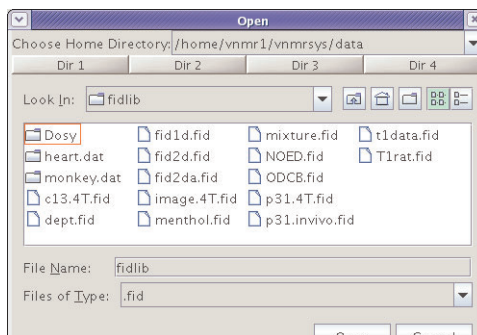 Open
Choose Home Directory: /home/vnmr1/vnmrsys/data
Dir 1 Dir 2 Dir 3 Dir 4
Look In: fidlib
Dosy fid1d.fid mixture.fid t1data.fid
heart.dat fid2d.fid NOED.fid T1rat.fid
monkey.dat fid2da.fid ODCB.fid
c13.4T.fid image.4T.fid p31.4T.fid
dept.fid menthol.fid p31.invivo.fid
File Name: fidlib
Files of Type: .fid